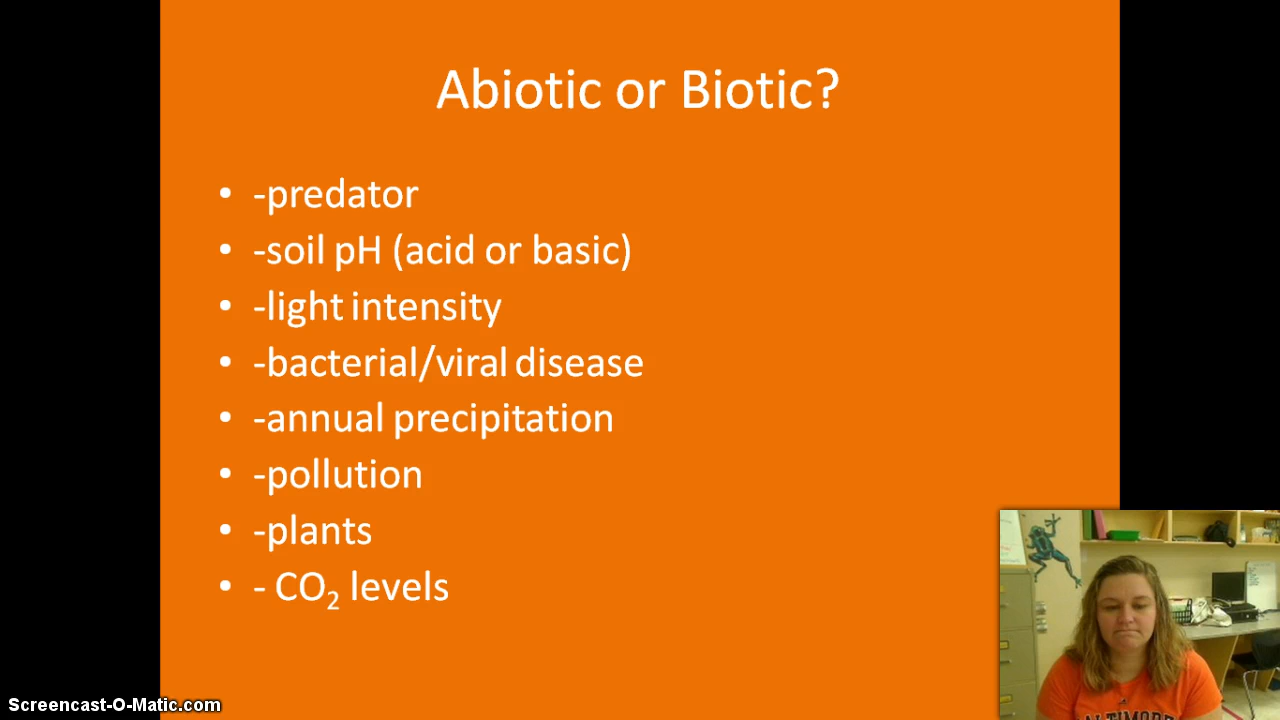 Abiotic or Biotic?
• -predator
• -soil pH (acid or basic)
• -light intensity
• -bacterial/viral disease
• -annual precipitation
• -pollution
• -plants
• - CO₂ levels
Screencast-O-Matic.com